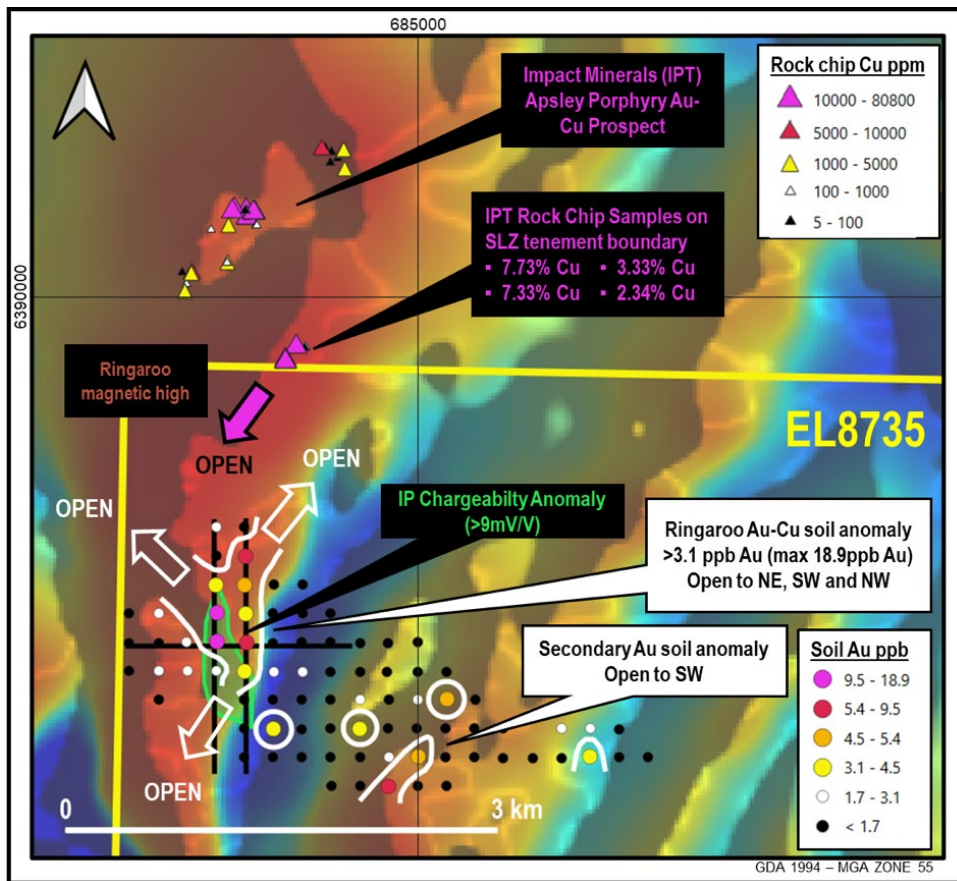 685000
6390000
Impact Minerals (IPT)
Apsley Porphyry Au-
Cu Prospect
Rock chip Cu ppm
10000 - 80800
5000 - 10000
1000 - 5000
100 - 1000
5 - 100
IPT Rock Chip Samples on
SLZ tenement boundary
▪ 7.73% Cu ▪ 3.33% Cu
▪ 7.33% Cu ▪ 2.34% Cu
Ringaroo
magnetic high
EL8735
OPEN
OPEN
OPEN
IP Chargeabilty Anomaly
(>9mV/V)
Ringaroo Au-Cu soil anomaly
>3.1 ppb Au (max 18.9ppb Au)
Open to NE, SW and NW
Secondary Au soil anomaly
Open to SW
Soil Au ppb
9.5 - 18.9
5.4 - 9.5
4.5 - 5.4
3.1 - 4.5
1.7 - 3.1
< 1.7
OPEN
0 3 km
GDA 1994 – MGA ZONE 55